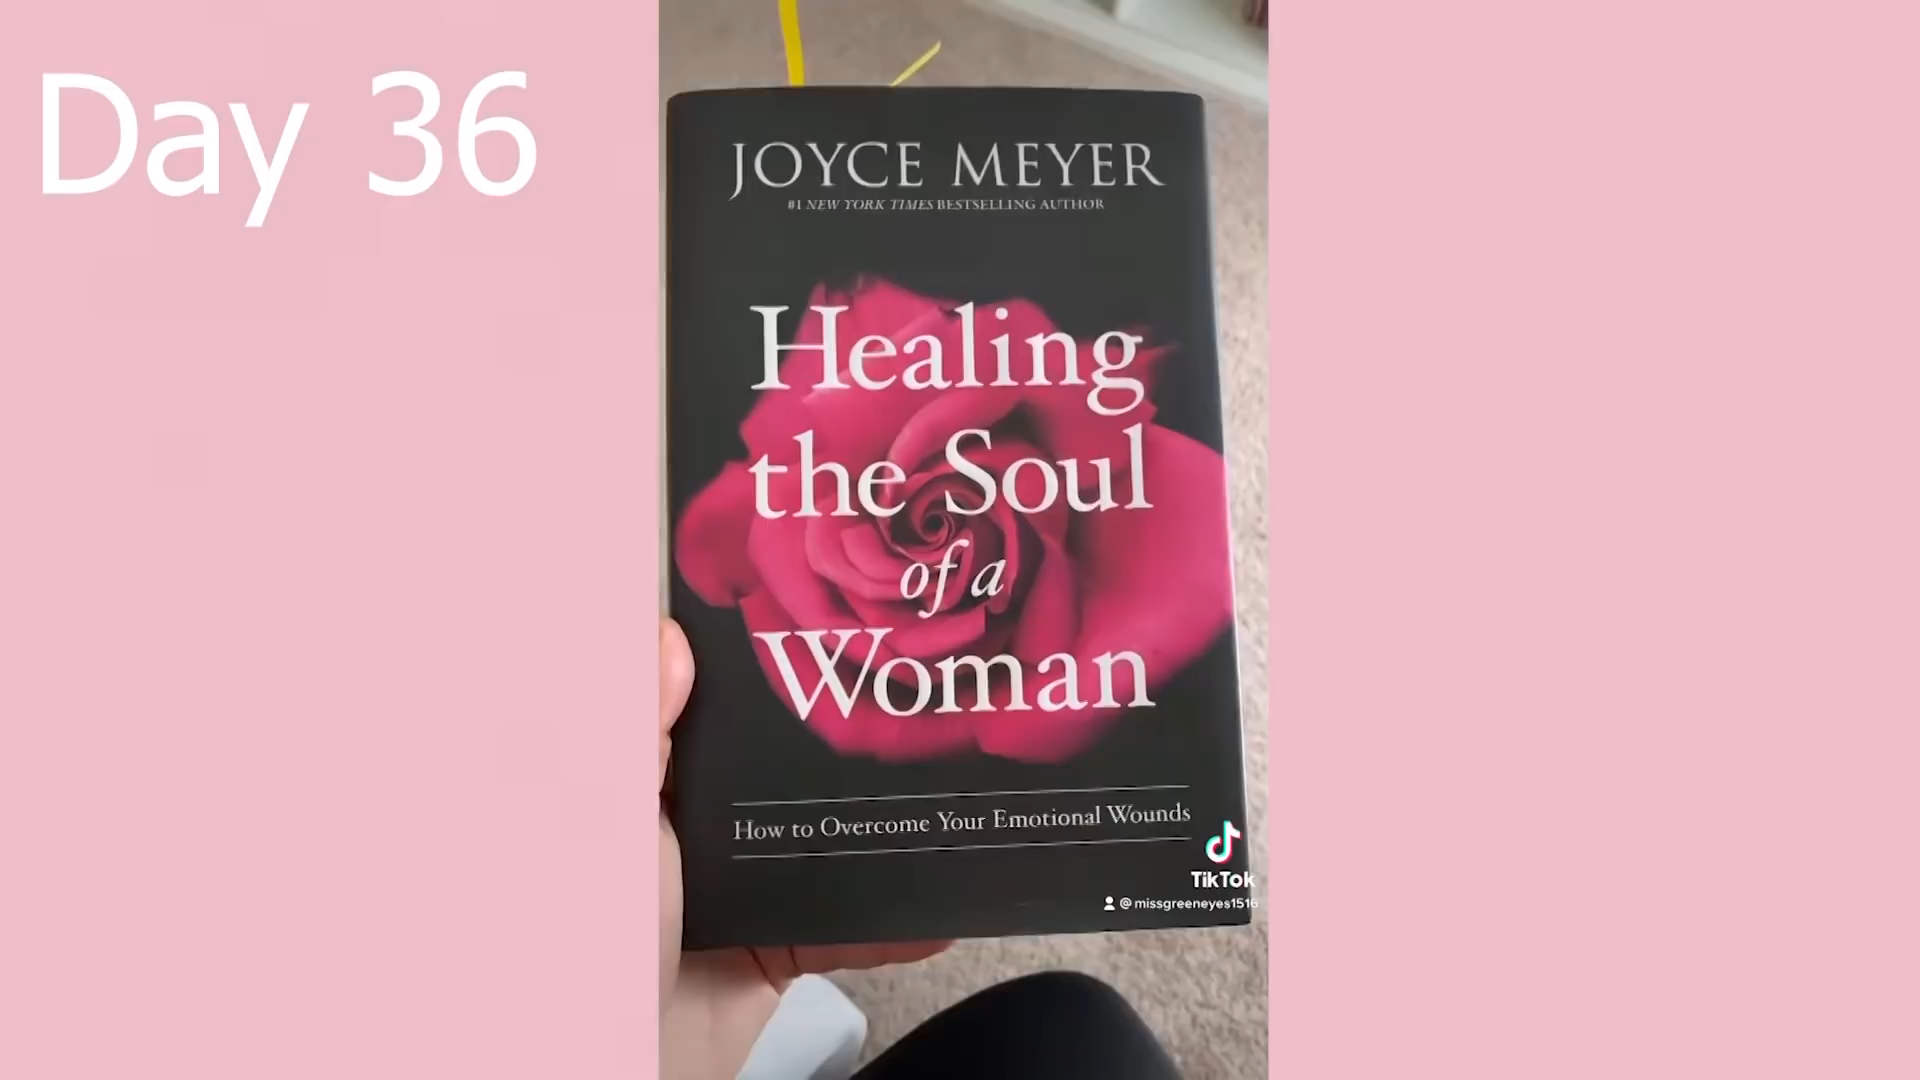 Day 36
JOYCE MEYER
#1 NEW YORK TIMES BESTSELLING AUTHOR
Healing
the Soul
of a
Woman
How to Overcome Your Emotional Wounds
TikTok
@missgreeneyes1516